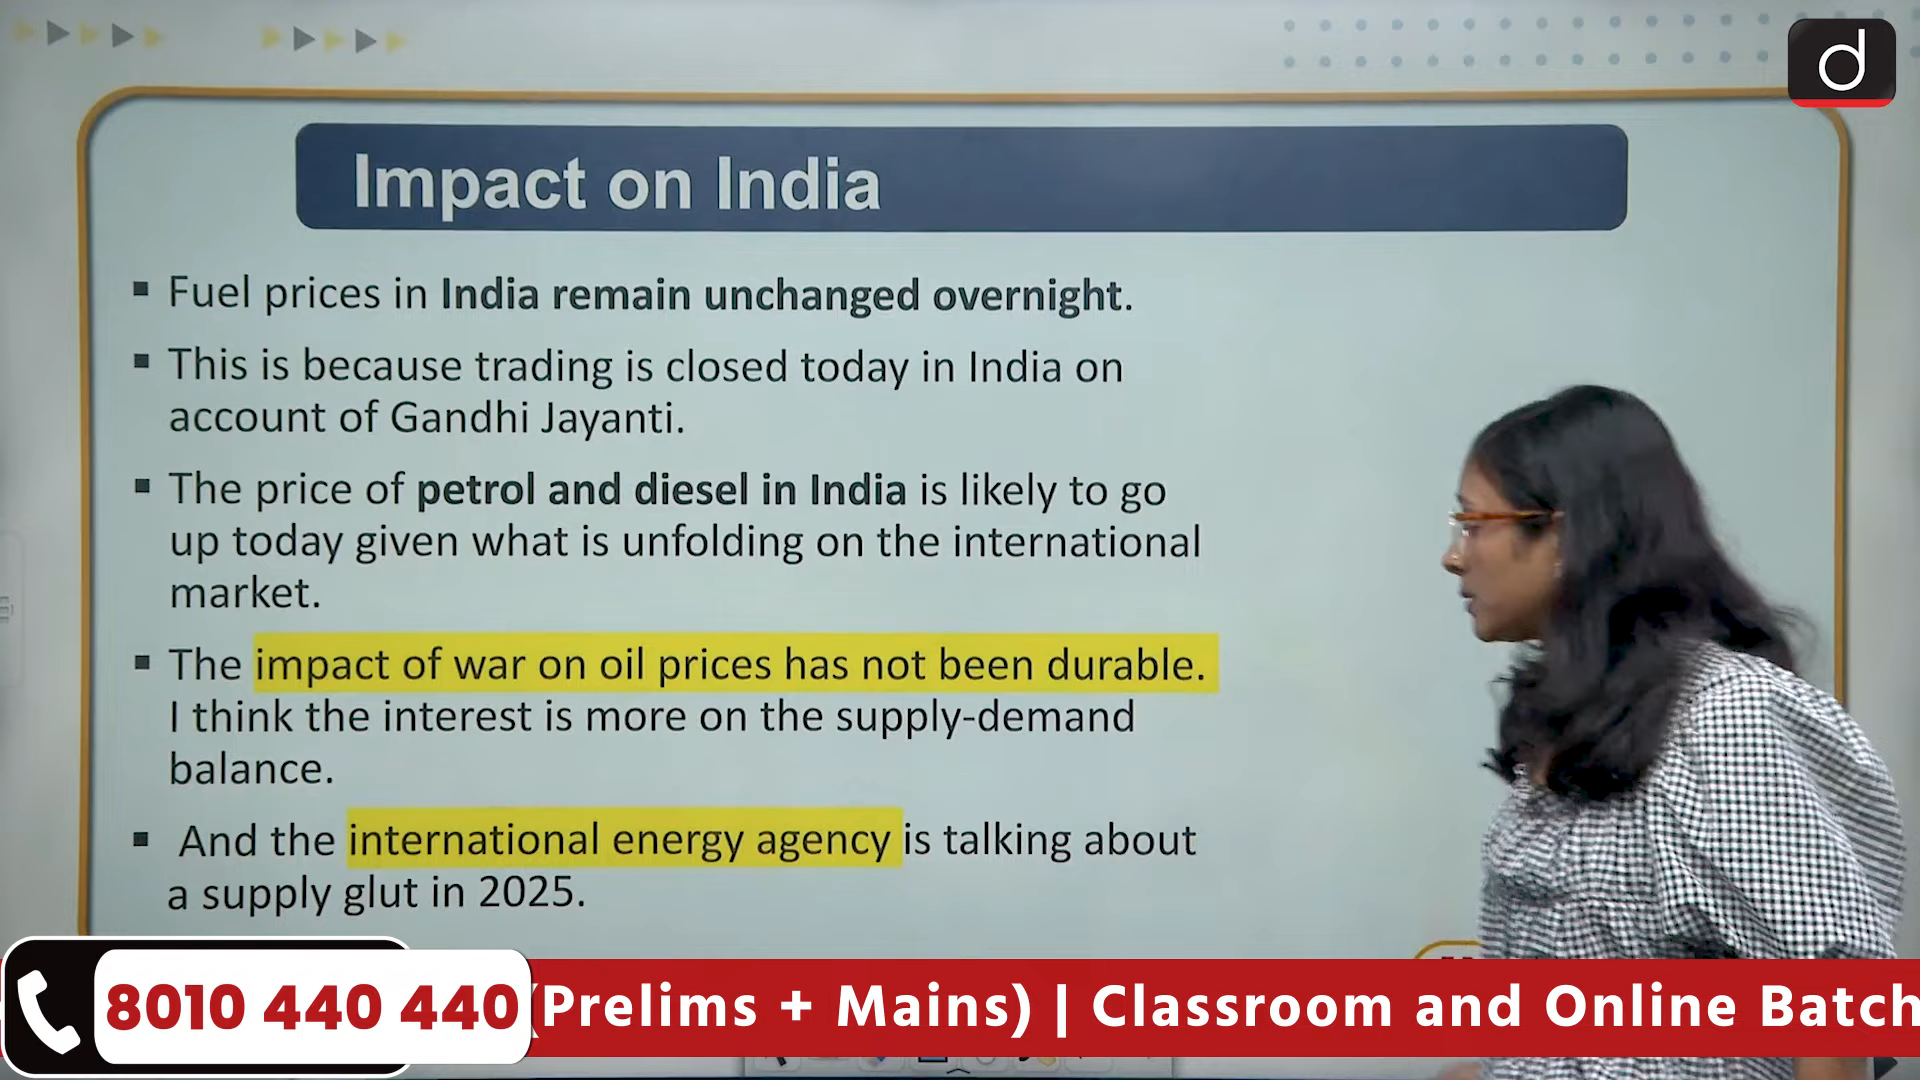 d
Impact on India
▪ Fuel prices in India remain unchanged overnight.
▪ This is because trading is closed today in India on
account of Gandhi Jayanti.
▪ The price of petrol and diesel in India is likely to go
up today given what is unfolding on the international
market.
▪ The impact of war on oil prices has not been durable.
I think the interest is more on the supply-demand
balance.
▪ And the international energy agency is talking about
a supply glut in 2025.
8010 440 440 (Prelims + Mains) | Classroom and Online Batch